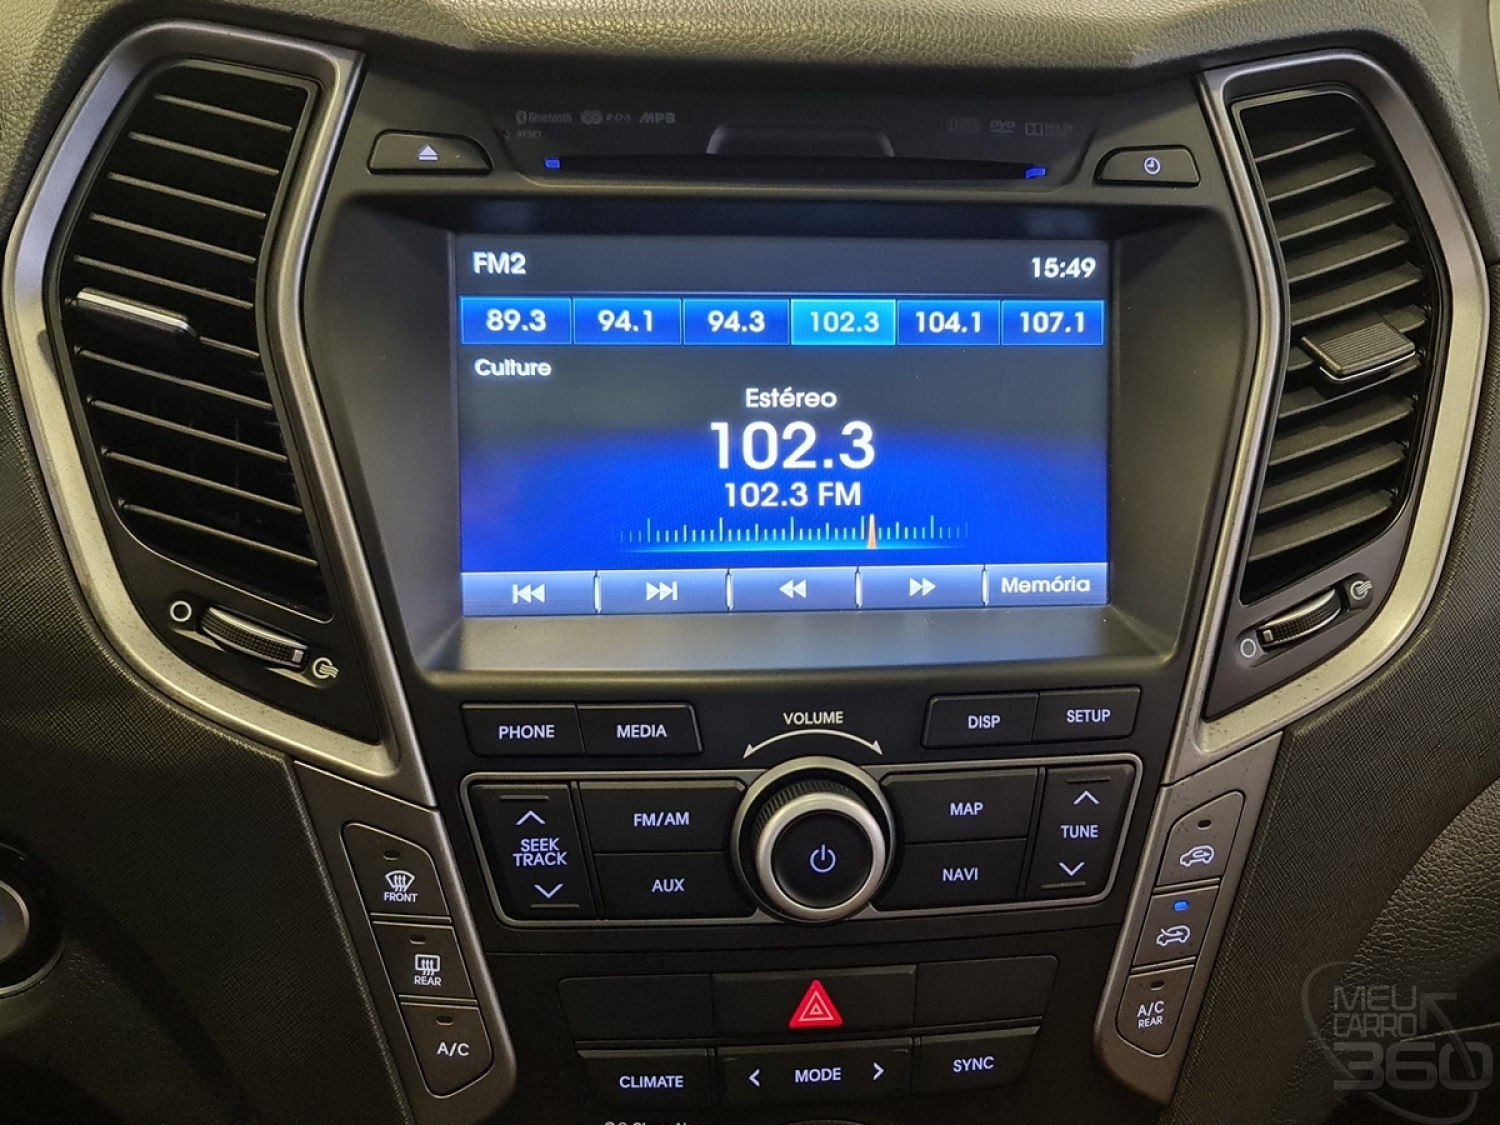 Bluetooth R·D·S MP3
RESET
DVD
FM2 15:49
89.3 94.1 94.3 102.3 104.1 107.1
Culture
Estéreo
102.3
102.3 FM
Memória
PHONE MEDIA VOLUME DISP SETUP
SEEK
TRACK
FM/AM
AUX
MAP
NAVI
TUNE
FRONT
REAR
A/C
A/C
REAR
CLIMATE < MODE > SYNC
MEU
CARRO
360